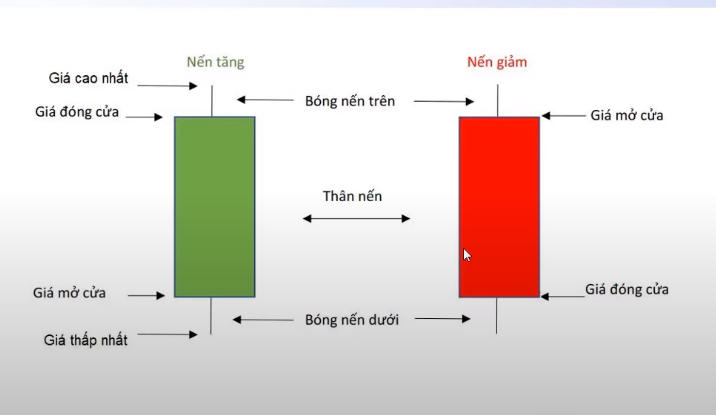 Nến tăng
Nến giảm
Giá cao nhất
Bóng nến trên
Giá đóng cửa
Giá mở cửa
Thân nến
Giá mở cửa
Giá đóng cửa
Bóng nến dưới
Giá thấp nhất